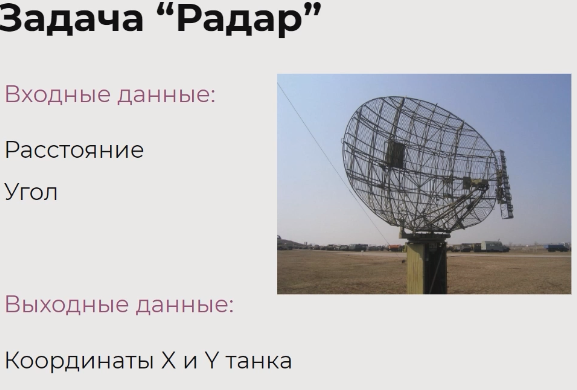 Задача “Радар”
Входные данные:
Расстояние
Угол
Выходные данные:
Координаты X и Y танка